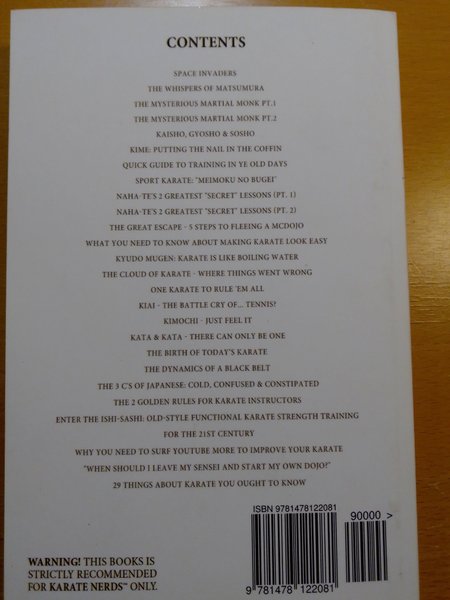 CONTENTS
SPACE INVADERS
THE WHISPERS OF MATSUMURA
THE MYSTERIOUS MARTIAL MONK PT.1
THE MYSTERIOUS MARTIAL MONK PT.2
KAISHO, GYOSHO & SOSHO
KIME: PUTTING THE NAIL IN THE COFFIN
QUICK GUIDE TO TRAINING IN YE OLD DAYS
SPORT KARATE: "MEIMOKU NO BUGEI"
NAHA-TE'S 2 GREATEST "SECRET" LESSONS (PT. 1)
NAHA-TE'S 2 GREATEST "SECRET" LESSONS (PT. 2)
THE GREAT ESCAPE - 5 STEPS TO FLEEING A MCDOJO
WHAT YOU NEED TO KNOW ABOUT MAKING KARATE LOOK EASY
KYUDO MUGEN: KARATE IS LIKE BOILING WATER
THE CLOUD OF KARATE - WHERE THINGS WENT WRONG
ONE KARATE TO RULE 'EM ALL
KIAI - THE BATTLE CRY OF... TENNIS?
KIMOCHI - JUST FEEL IT
KATA & KATA - THERE CAN ONLY BE ONE
THE BIRTH OF TODAY'S KARATE
THE DYNAMICS OF A BLACK BELT
THE 3 C'S OF JAPANESE: COLD, CONFUSED & CONSTIPATED
THE 2 GOLDEN RULES FOR KARATE INSTRUCTORS
ENTER THE ISHI-SASHI: OLD-STYLE FUNCTIONAL KARATE STRENGTH TRAINING
FOR THE 21ST CENTURY
WHY YOU NEED TO SURF YOUTUBE MORE TO IMPROVE YOUR KARATE
"WHEN SHOULD I LEAVE MY SENSEI AND START MY OWN DOJO?"
29 THINGS ABOUT KARATE YOU OUGHT TO KNOW
WARNING! THIS BOOKS IS
STRICTLY RECOMMENDED
FOR KARATE NERDS™ ONLY.
ISBN 9781478122081
90000 >
9 781478 122081